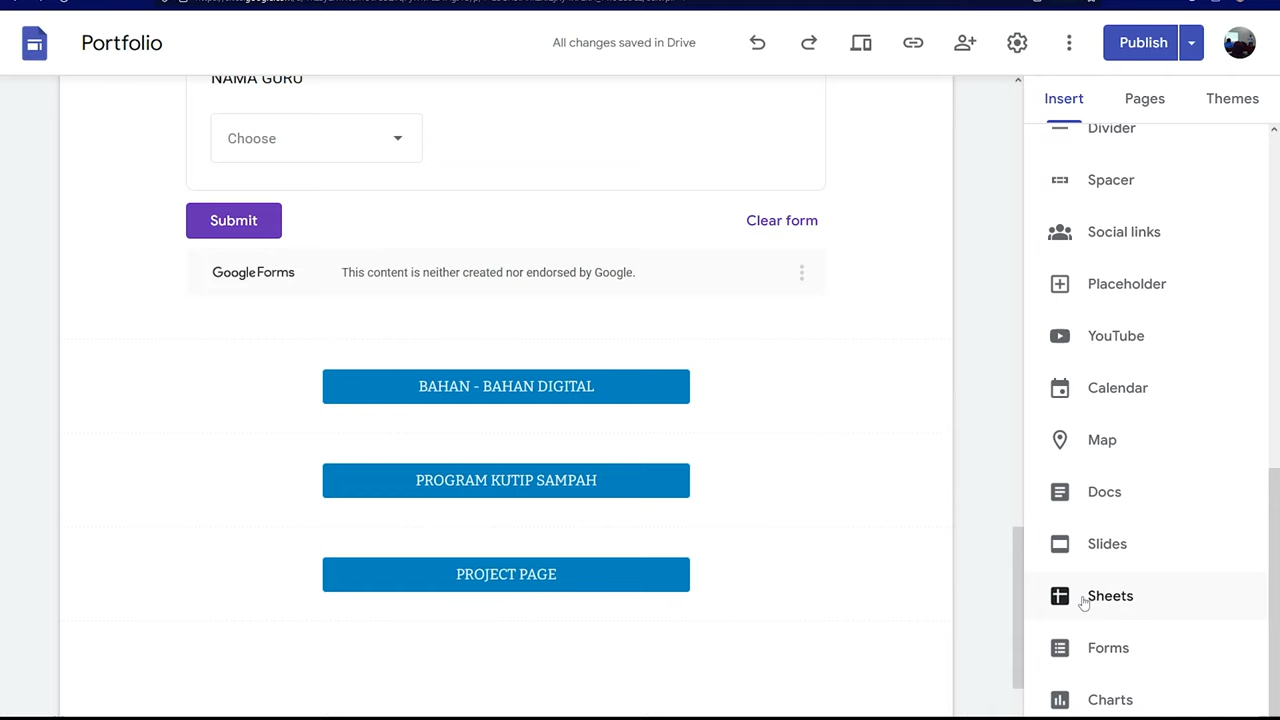 Portfolio
All changes saved in Drive
Publish
Insert
Pages
Themes
NAMA GURU
Choose
Submit
Clear form
Google Forms
This content is neither created nor endorsed by Google.
BAHAN - BAHAN DIGITAL
PROGRAM KUTIP SAMPAH
PROJECT PAGE
Divider
Spacer
Social links
Placeholder
YouTube
Calendar
Map
Docs
Slides
Sheets
Forms
Charts